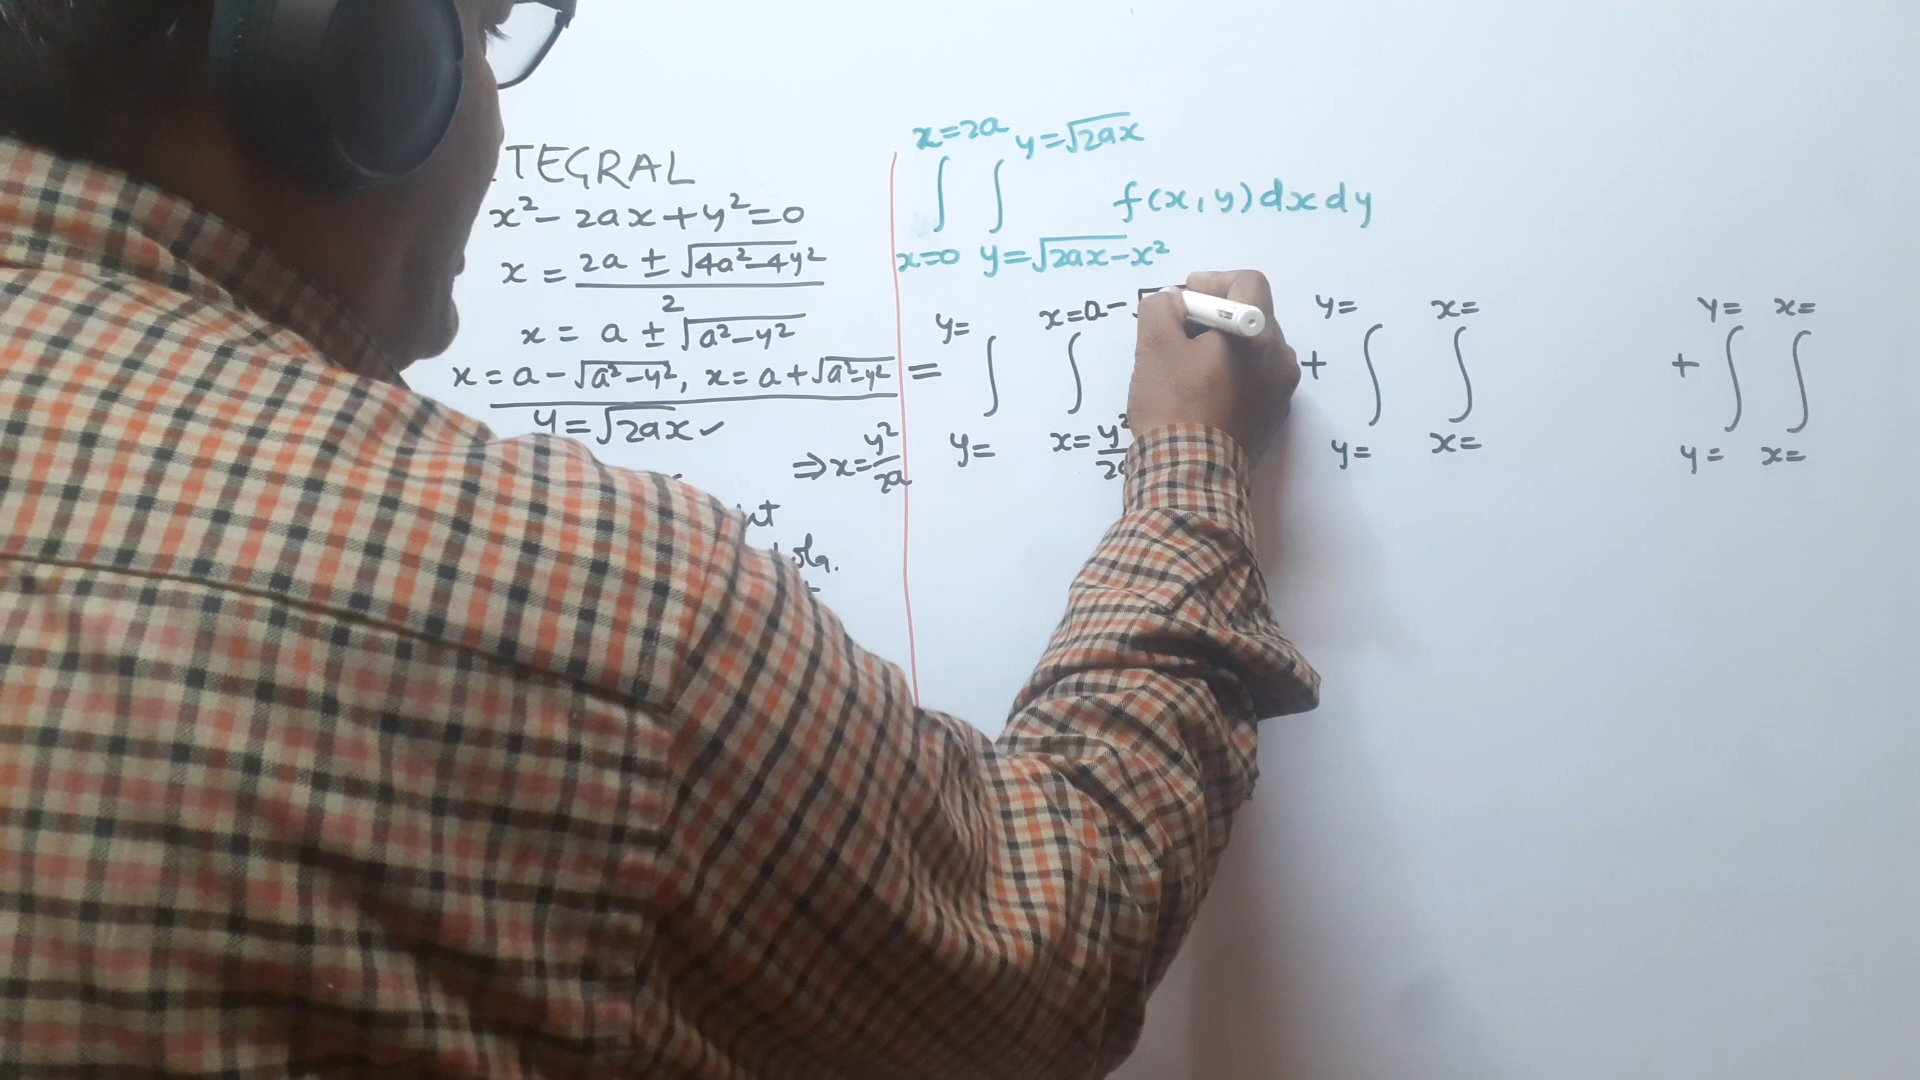 TEGRAL
x² - 2ax + y² = 0
x = 2a ± √4a² - 4y²
2
x = a ± √a² - y²
x = a - √a² - y², x = a + √a² - y²
y = √2ax ✓
⇒ x = y²/2a
x=2a y=√2ax
∫ ∫ f(x,y) dx dy
x=0 y=√2ax-x²
y= x=a-√ y= x= y= x=
= ∫ ∫ + ∫ ∫ + ∫ ∫
y= x=y² y= x= y= x=